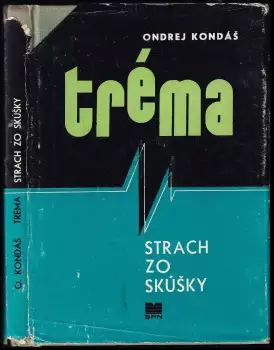 ONDREJ KONDÁŠ
tréma
STRACH
ZO
SKÚŠKY
SPN
O. KONDÁŠ TRÉMA STRACH ZO SKÚŠKY